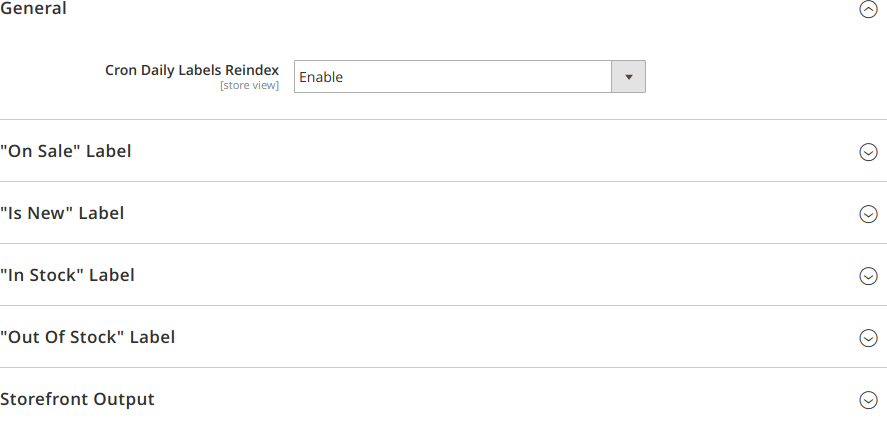 General
Cron Daily Labels Reindex
[store view]
Enable
"On Sale" Label
"Is New" Label
"In Stock" Label
"Out Of Stock" Label
Storefront Output